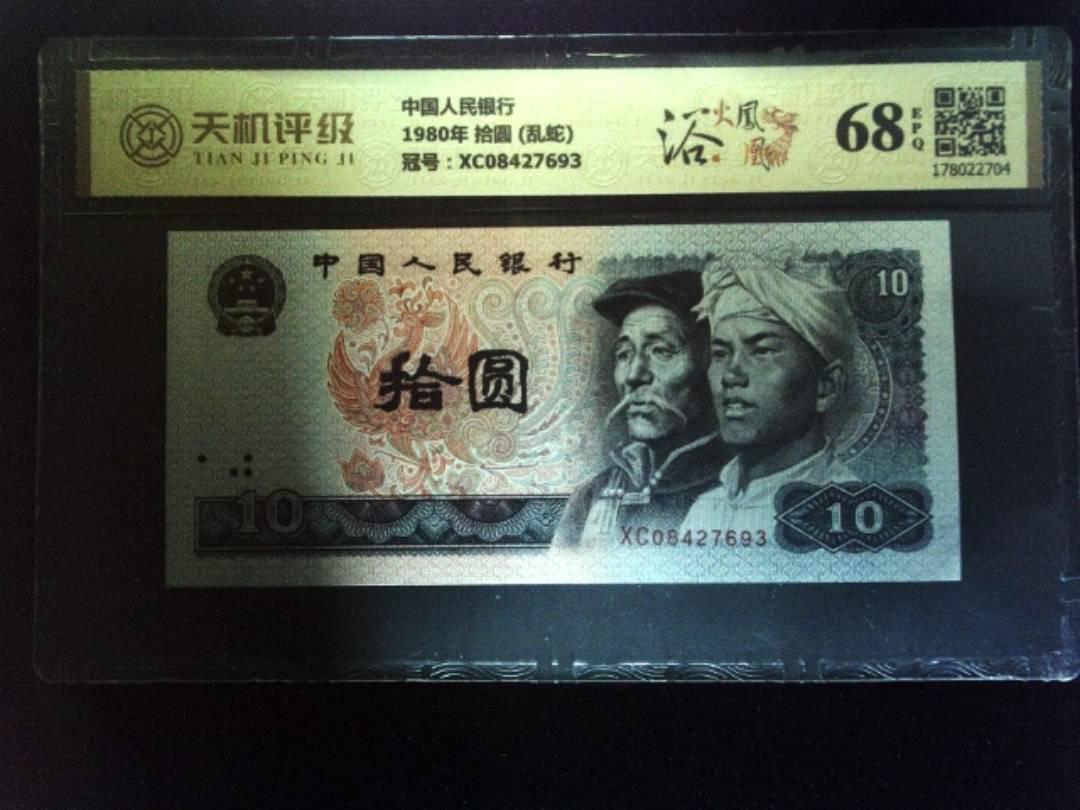 天机评级
TIAN JI PING JI
中国人民银行
1980年 拾圆 (乱蛇)
冠号：XC08427693
浴火凤凰
68
EPQ
178022704
中国人民银行
10
拾圆
10
XC08427693
10